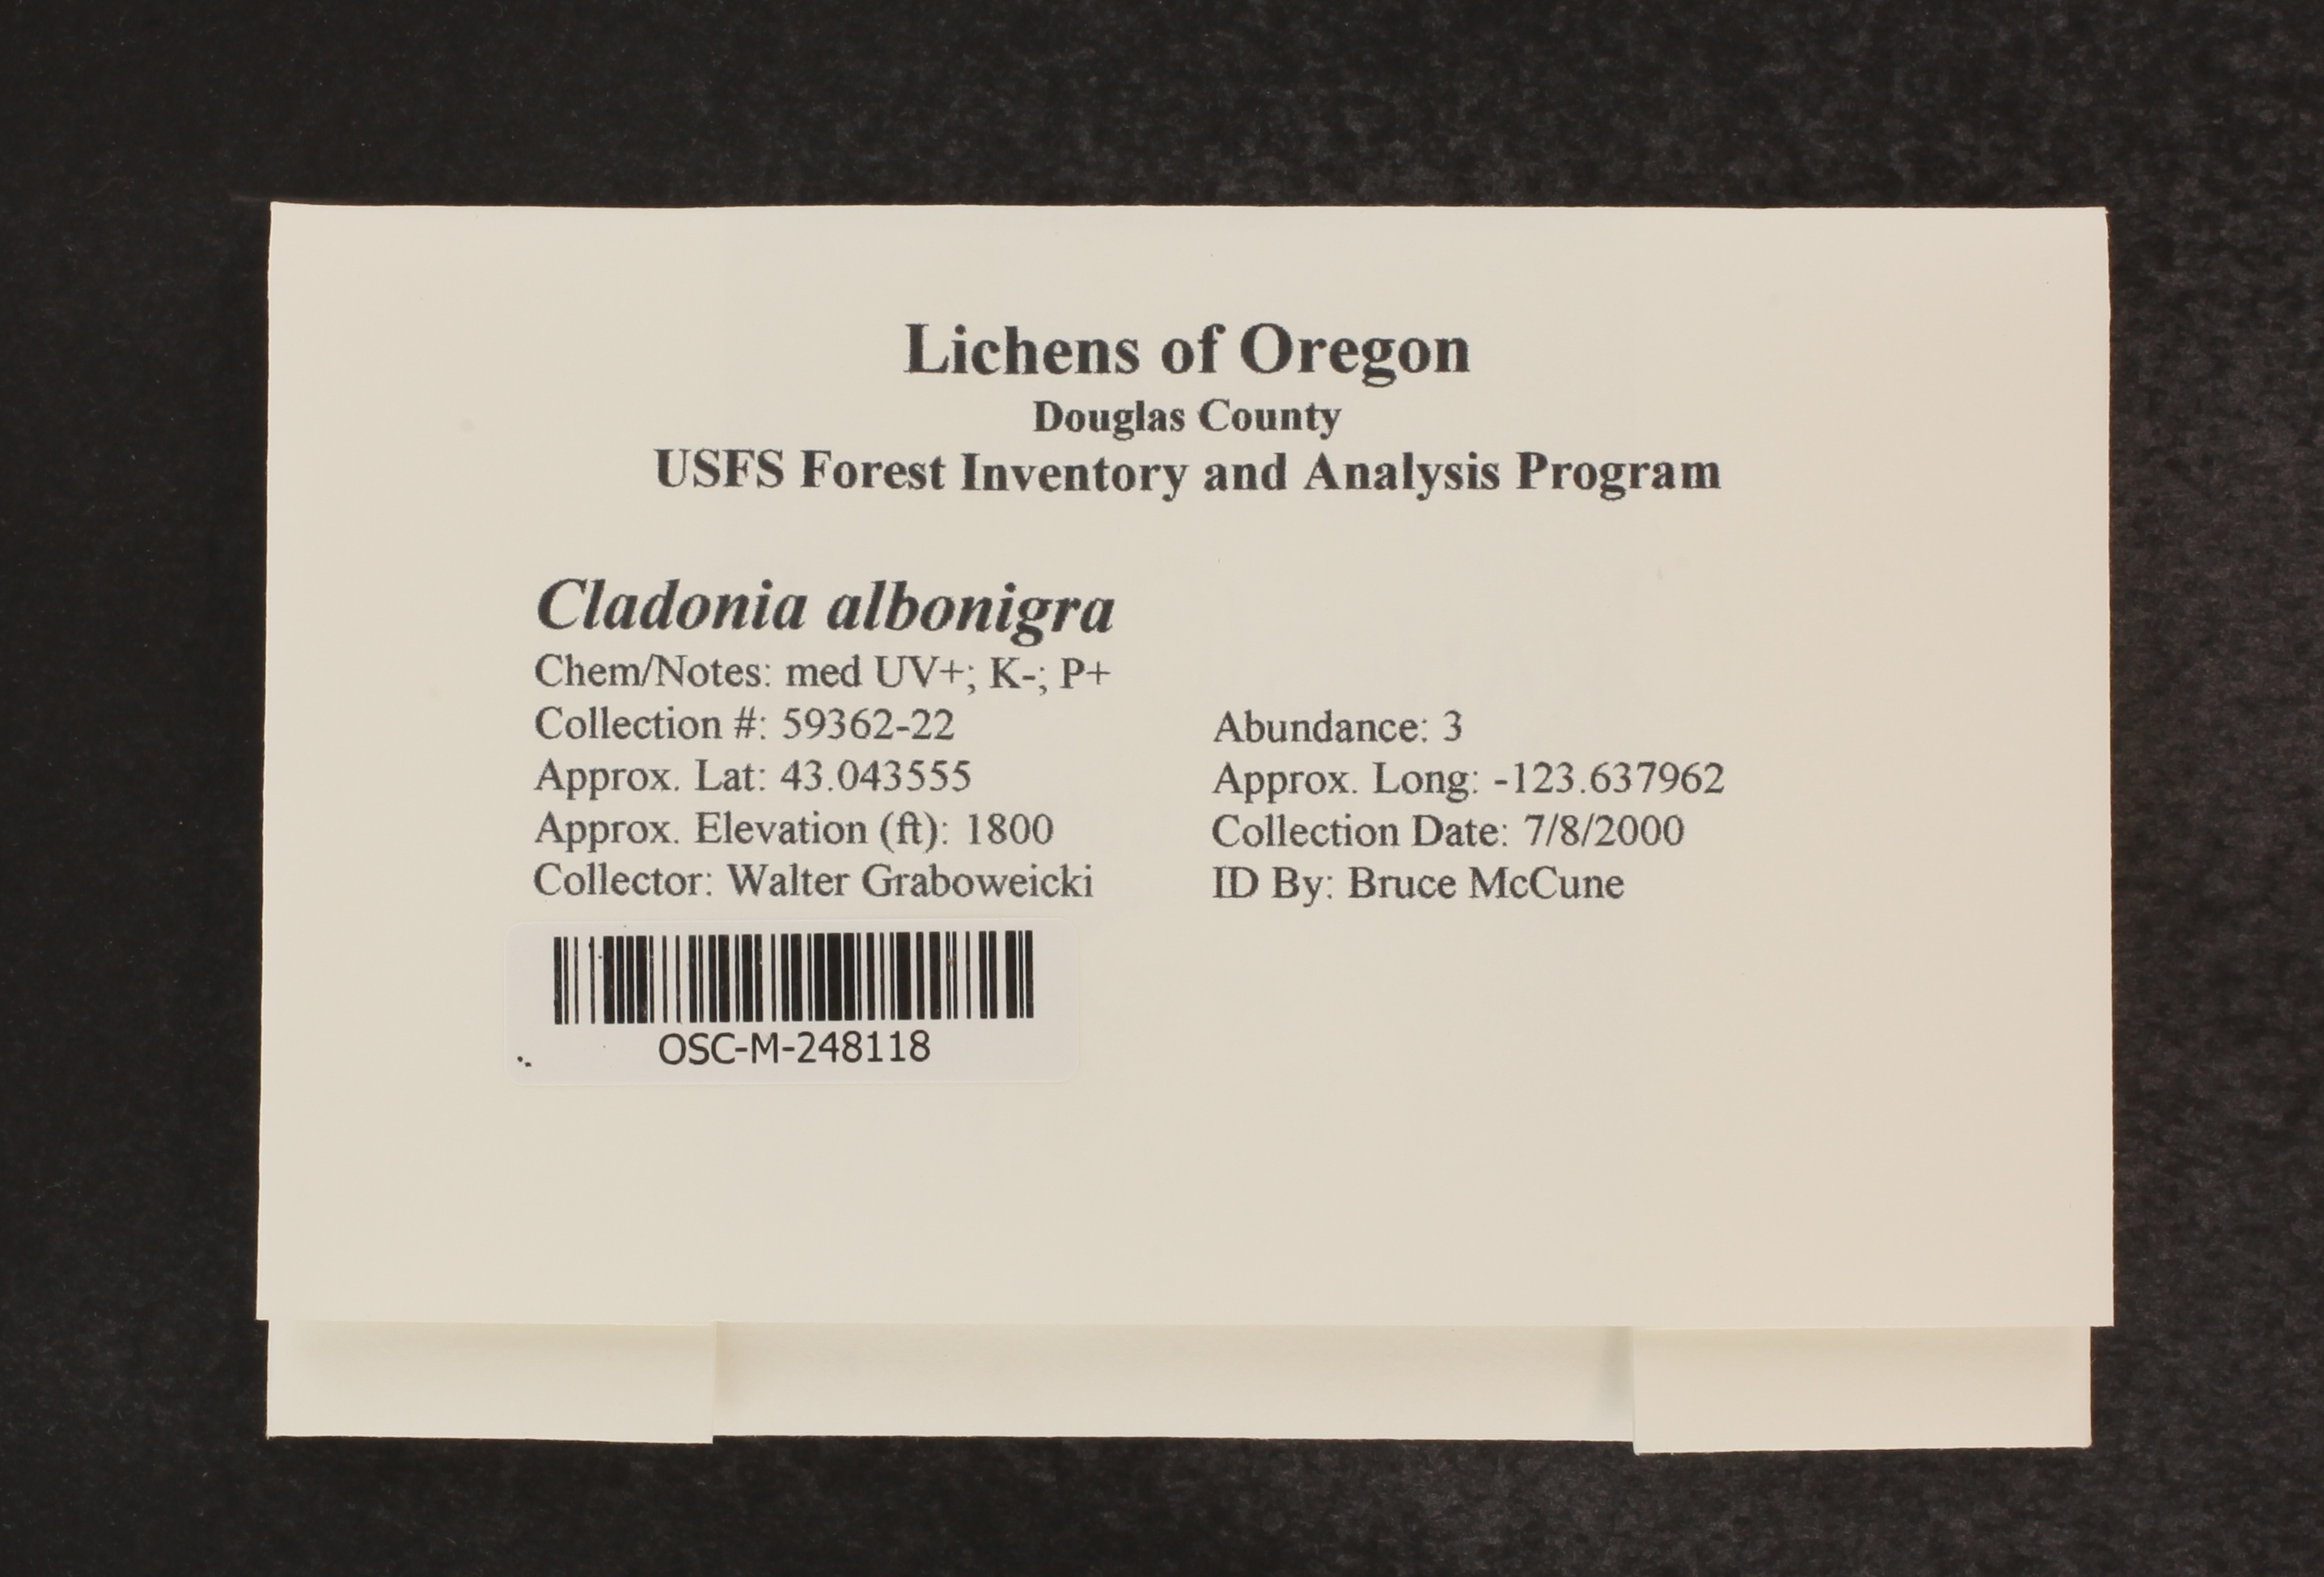 Lichens of Oregon
Douglas County
USFS Forest Inventory and Analysis Program
Cladonia albonigra
Chem/Notes: med UV+; K-; P+
Collection #: 59362-22 Abundance: 3
Approx. Lat: 43.043555 Approx. Long: -123.637962
Approx. Elevation (ft): 1800 Collection Date: 7/8/2000
Collector: Walter Graboweicki ID By: Bruce McCune
OSC-M-248118